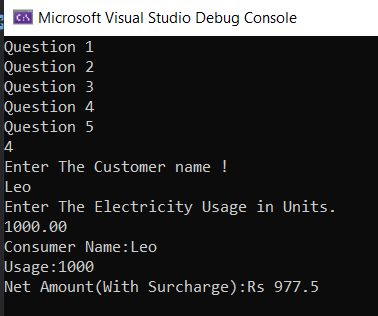 Microsoft Visual Studio Debug Console
Question 1
Question 2
Question 3
Question 4
Question 5
4
Enter The Customer name !
Leo
Enter The Electricity Usage in Units.
1000.00
Consumer Name:Leo
Usage:1000
Net Amount(With Surcharge):Rs 977.5